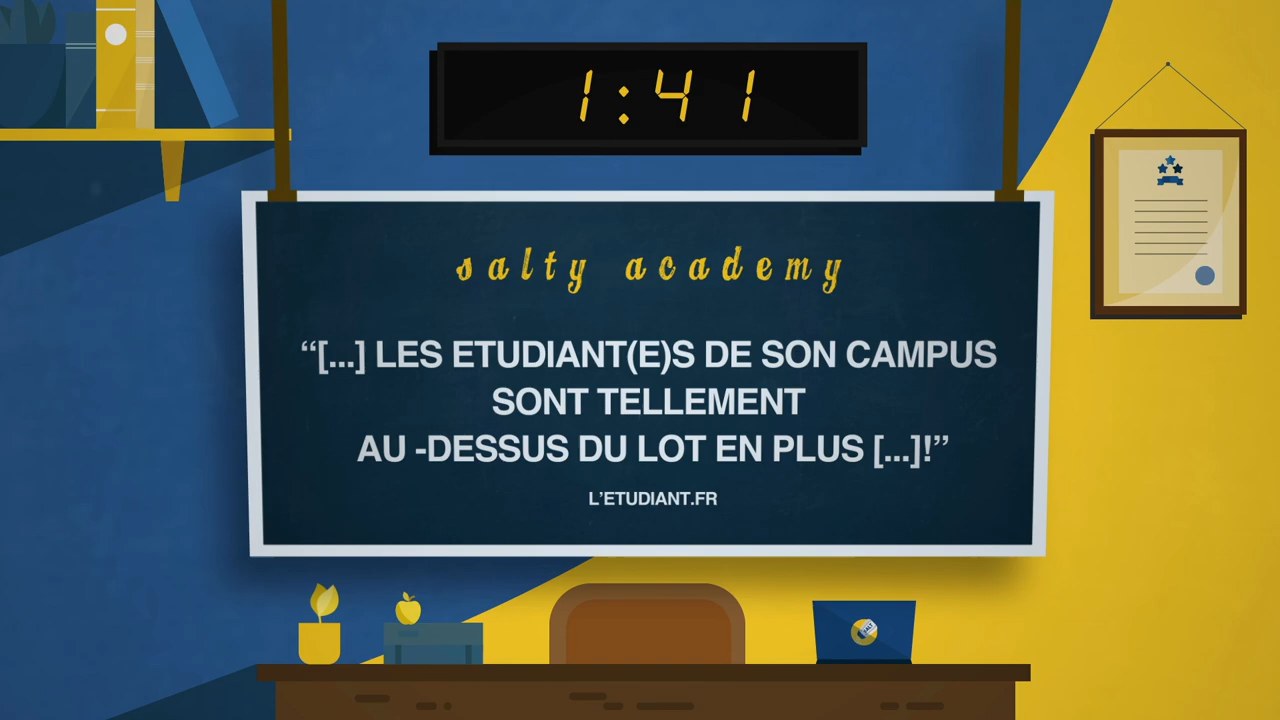 1:41
salty academy
“[...] LES ETUDIANT(E)S DE SON CAMPUS
SONT TELLEMENT
AU -DESSUS DU LOT EN PLUS [...]!”
L’ETUDIANT.FR